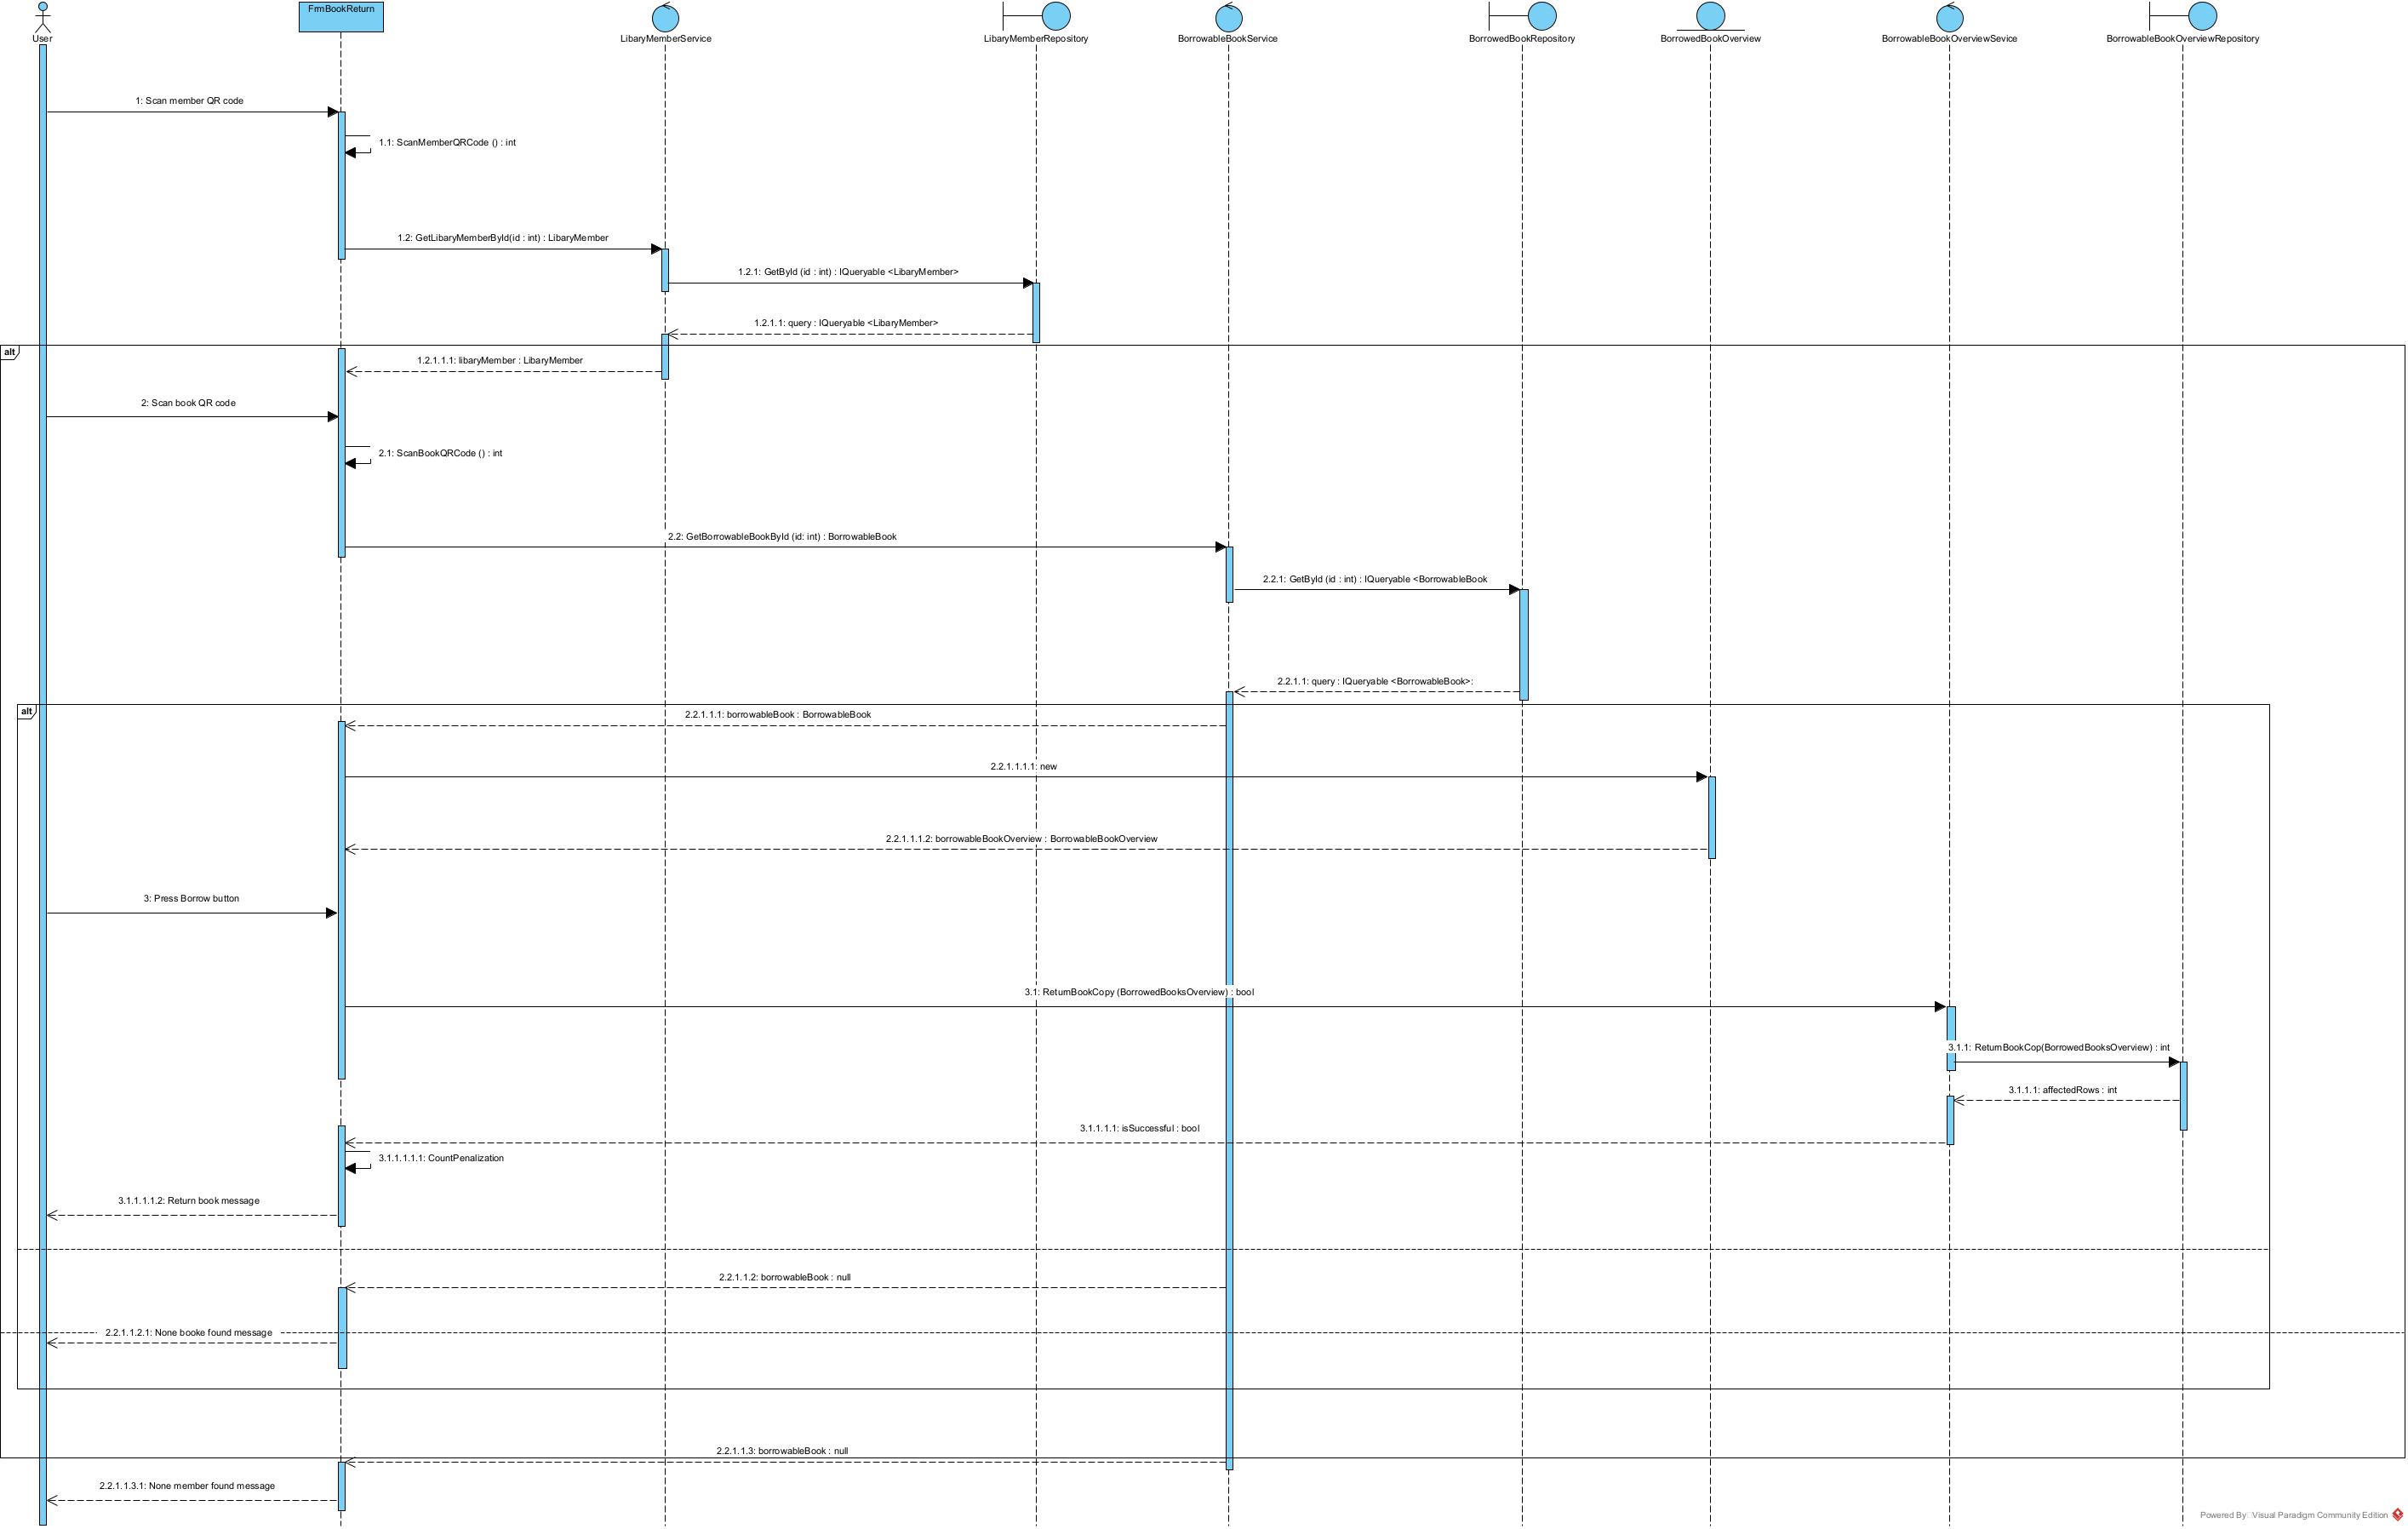 User
FrmBookReturn
LibaryMemberService
LibaryMemberRepository
BorrowableBookService
BorrowedBookRepository
BorrowedBookOverview
BorrowableBookOverviewSevice
BorrowableBookOverviewRepository
1: Scan member QR code
1.1: ScanMemberQRCode () : int
1.2: GetLibaryMemberById(id : int) : LibaryMember
1.2.1: GetById (id : int) : IQueryable <LibaryMember>
1.2.1.1: query : IQueryable <LibaryMember>
alt
1.2.1.1.1: libaryMember : LibaryMember
2: Scan book QR code
2.1: ScanBookQRCode () : int
2.2: GetBorrowableBookById (id: int) : BorrowableBook
2.2.1: GetById (id : int) : IQueryable <BorrowableBook
2.2.1.1: query : IQueryable <BorrowableBook>:
alt
2.2.1.1.1: borrowableBook : BorrowableBook
2.2.1.1.1.1: new
2.2.1.1.1.2: borrowableBookOverview : BorrowableBookOverview
3: Press Borrow button
3.1: ReturnBookCopy (BorrowedBooksOverview) : bool
3.1.1: ReturnBookCop(BorrowedBooksOverview) : int
3.1.1.1: affectedRows : int
3.1.1.1.1: isSuccessful : bool
3.1.1.1.1.1: CountPenalization
3.1.1.1.1.2: Return book message
2.2.1.1.2: borrowableBook : null
2.2.1.1.2.1: None booke found message
2.2.1.1.3: borrowableBook : null
2.2.1.1.3.1: None member found message
Powered By: Visual Paradigm Community Edition